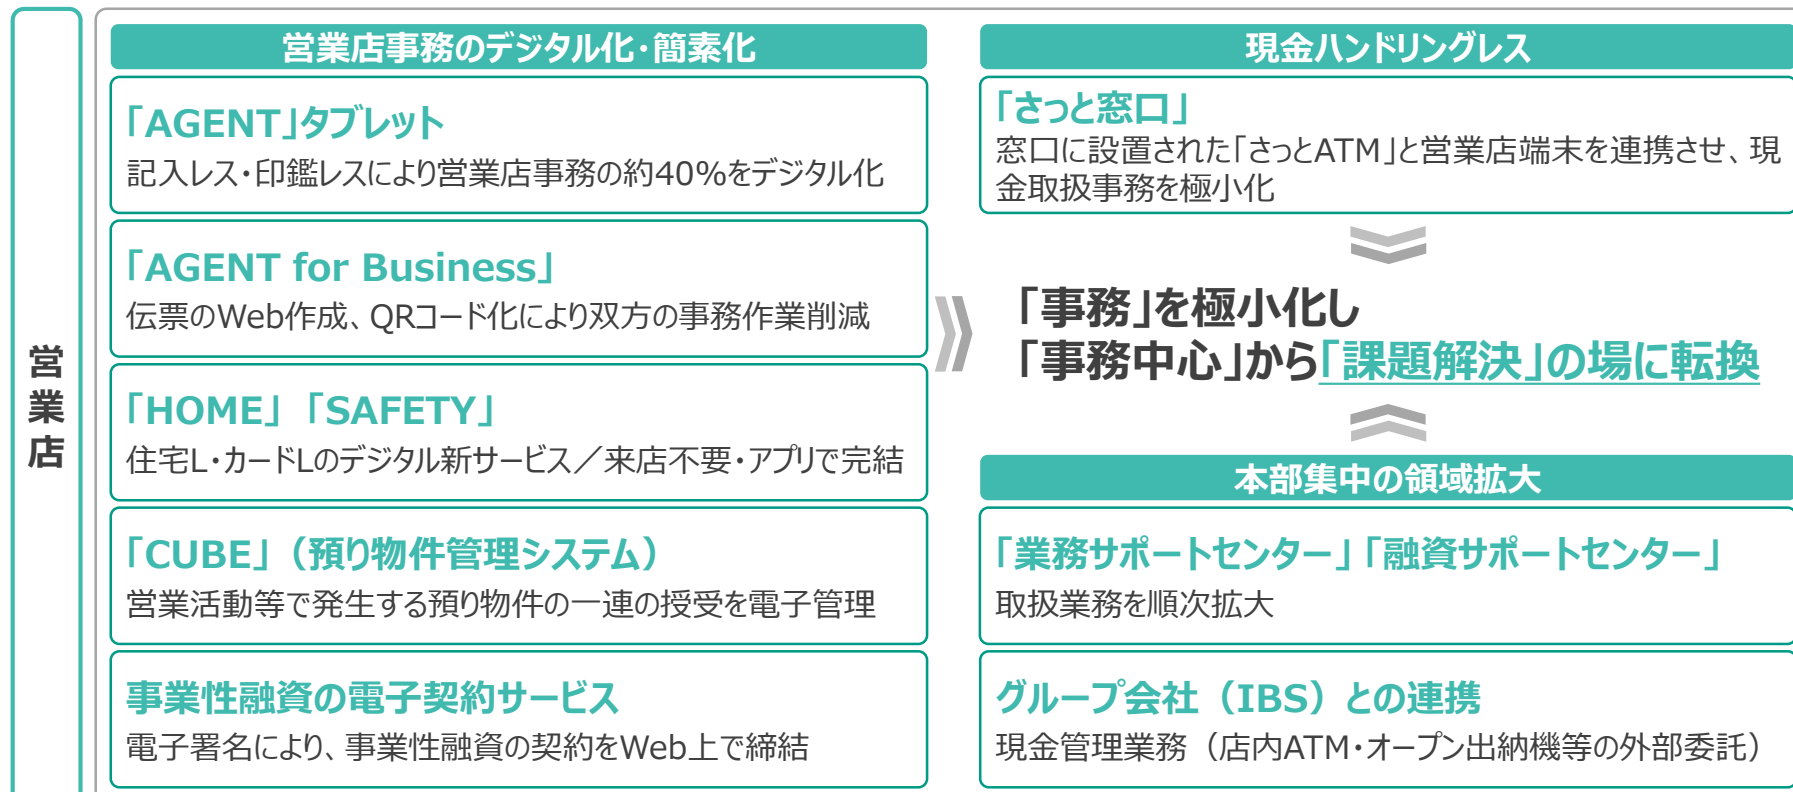 営業店
営業店事務のデジタル化・簡素化
「AGENT」タブレット
記入レス・印鑑レスにより営業店事務の約40%をデジタル化
「AGENT for Business」
伝票のWeb作成、QRコード化により双方の事務作業削減
「HOME」「SAFETY」
住宅L・カードLのデジタル新サービス／来店不要・アプリで完結
「CUBE」（預り物件管理システム）
営業活動等で発生する預り物件の一連の授受を電子管理
事業性融資の電子契約サービス
電子署名により、事業性融資の契約をWeb上で締結
現金ハンドリングレス
「さっと窓口」
窓口に設置された「さっとATM」と営業店端末を連携させ、現
金取扱事務を極小化
「事務」を極小化し
「事務中心」から「課題解決」の場に転換
本部集中の領域拡大
「業務サポートセンター」「融資サポートセンター」
取扱業務を順次拡大
グループ会社（IBS）との連携
現金管理業務（店内ATM・オープン出納機等の外部委託）